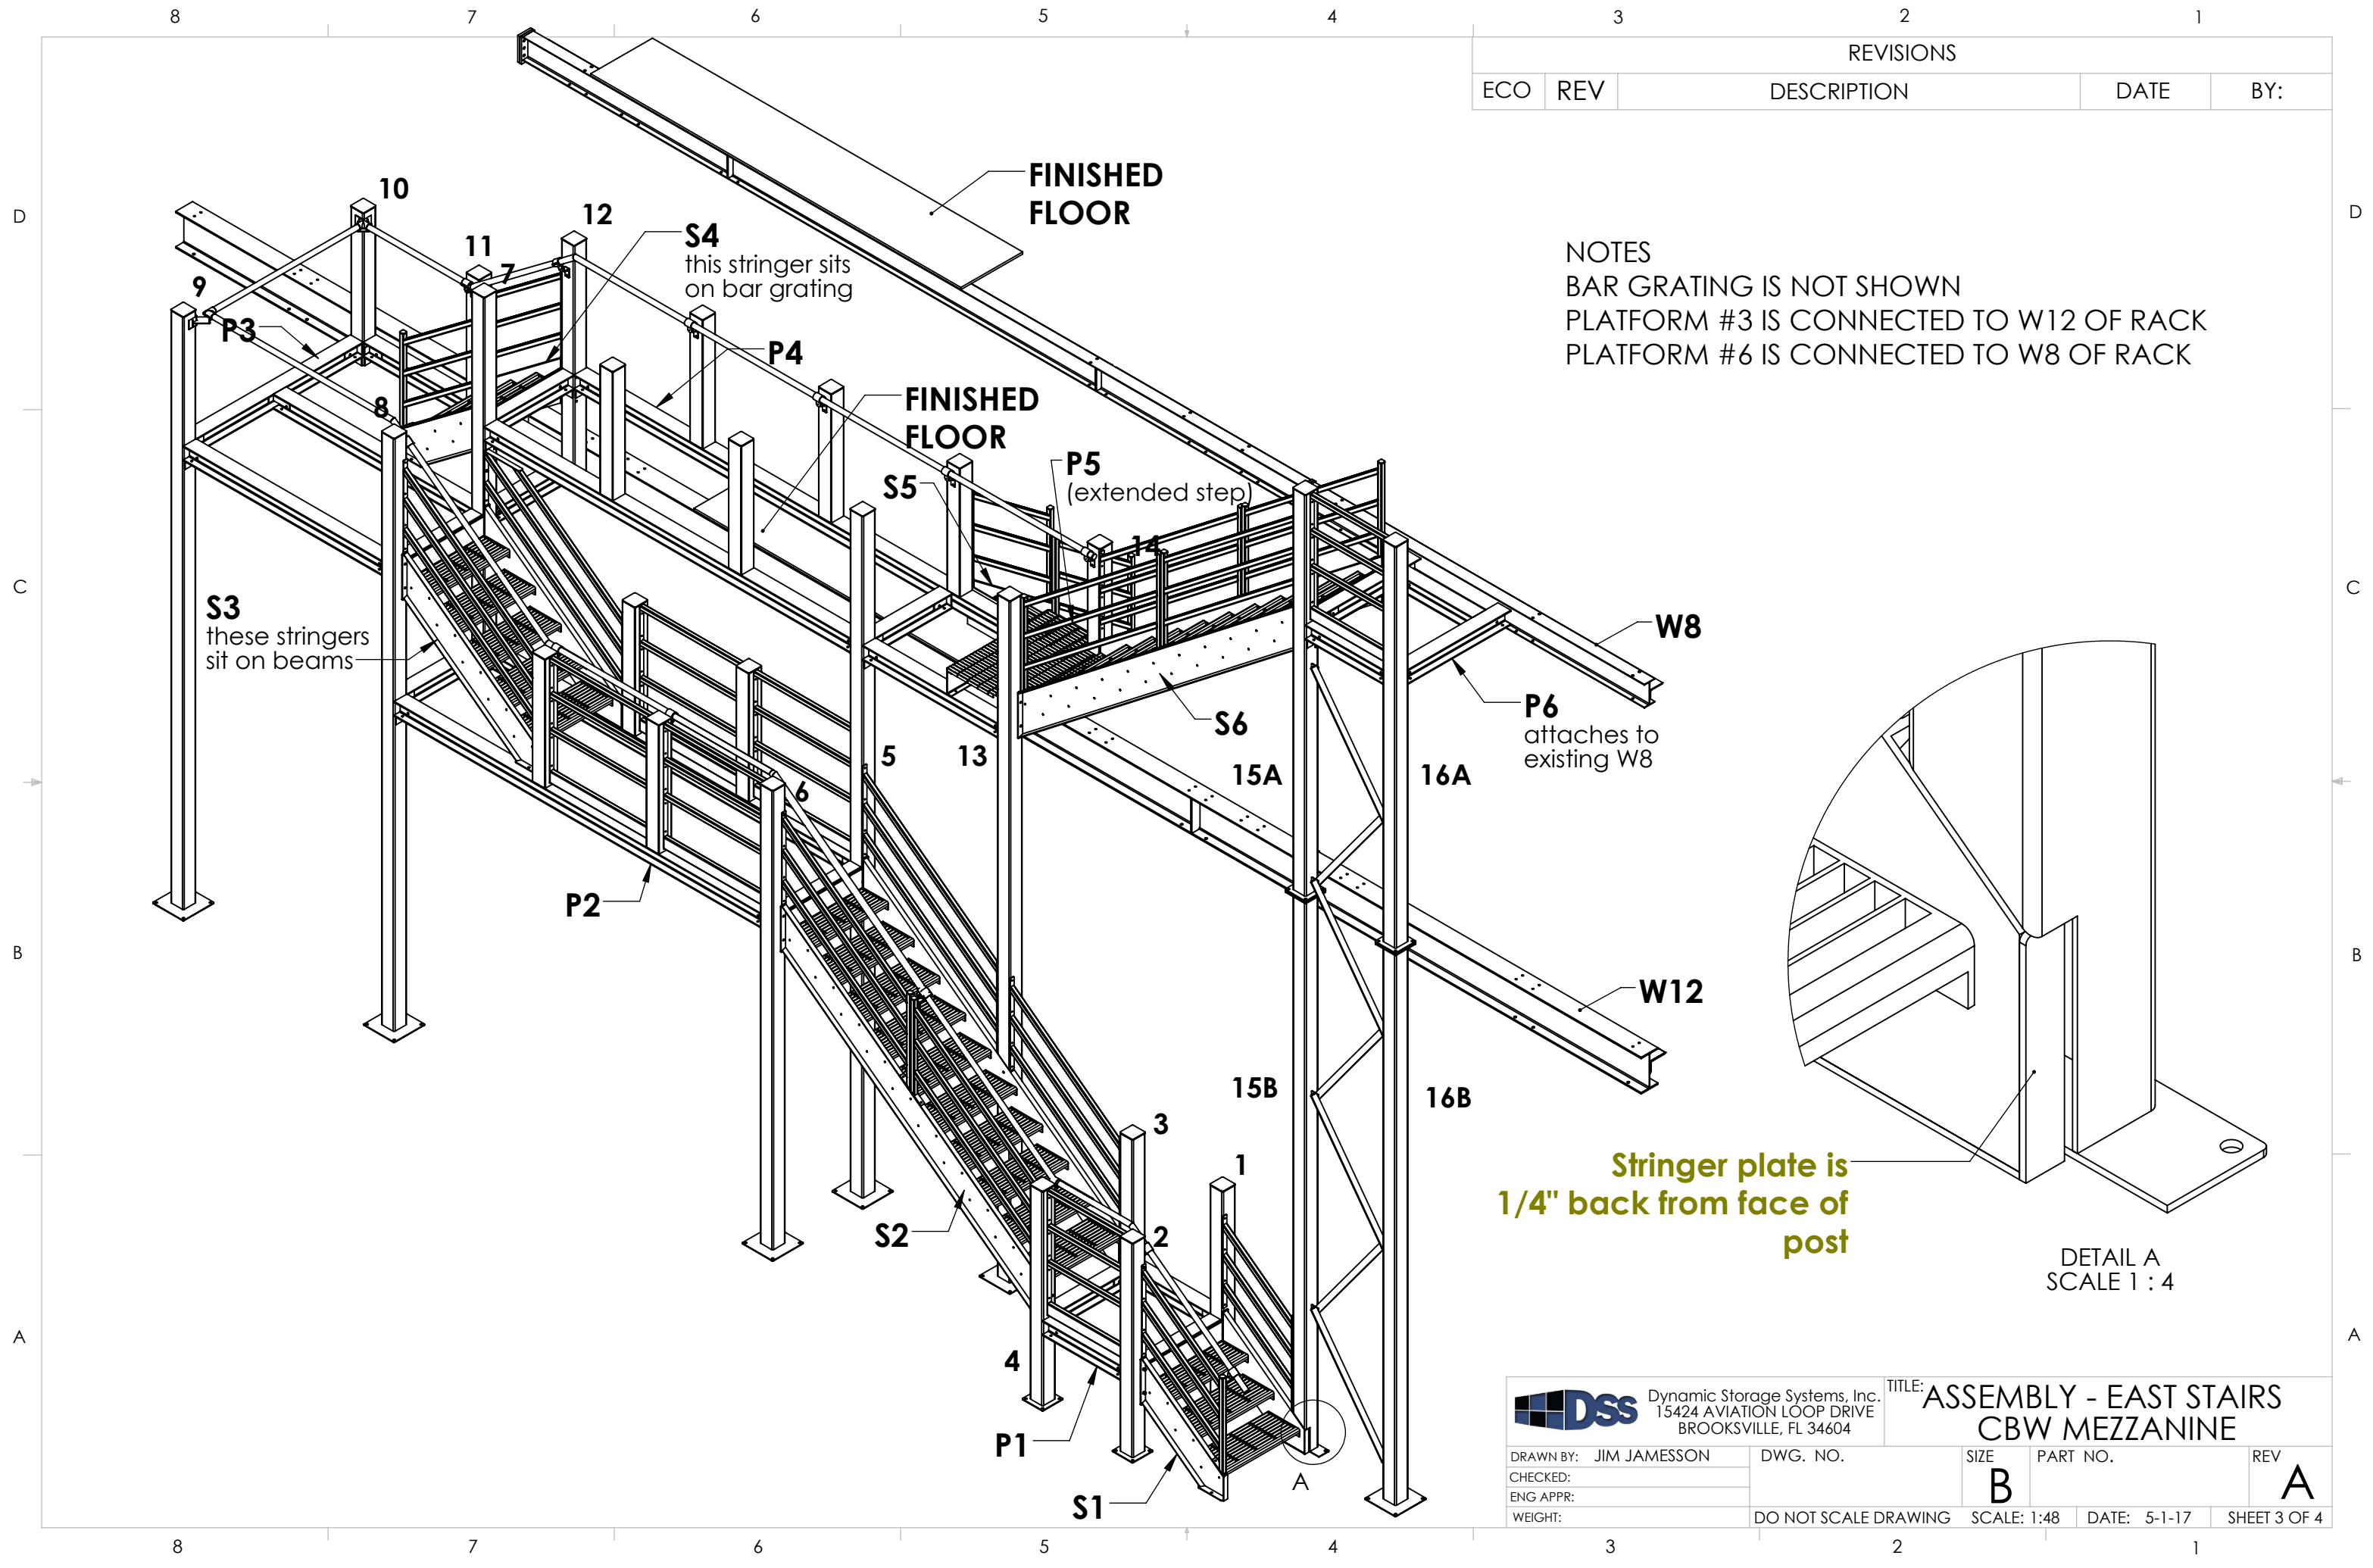 8 7 6 5 4 3 2 1
REVISIONS
ECO REV DESCRIPTION DATE BY:
D
D
FINISHED
FLOOR
10
12
11
7
9
8
S4
this stringer sits
on bar grating
P3
P4
NOTES
BAR GRATING IS NOT SHOWN
PLATFORM #3 IS CONNECTED TO W12 OF RACK
PLATFORM #6 IS CONNECTED TO W8 OF RACK
FINISHED
FLOOR
S5
P5
(extended step)
14
C
C
S3
these stringers
sit on beams
W8
P6
attaches to
existing W8
S6
5
13
6
15A
16A
P2
B
B
W12
15B
16B
3
1
2
S2
4
P1
S1
A
Stringer plate is
1/4" back from face of
post
DETAIL A
SCALE 1 : 4
A
A
DSS
Dynamic Storage Systems, Inc.
15424 AVIATION LOOP DRIVE
BROOKSVILLE, FL 34604
TITLE: ASSEMBLY - EAST STAIRS
CBW MEZZANINE
DRAWN BY: JIM JAMESSON
CHECKED:
ENG APPR:
WEIGHT:
DWG. NO.
SIZE
B
PART NO.
REV
A
DO NOT SCALE DRAWING SCALE: 1:48 DATE: 5-1-17 SHEET 3 OF 4
8 7 6 5 4 3 2 1